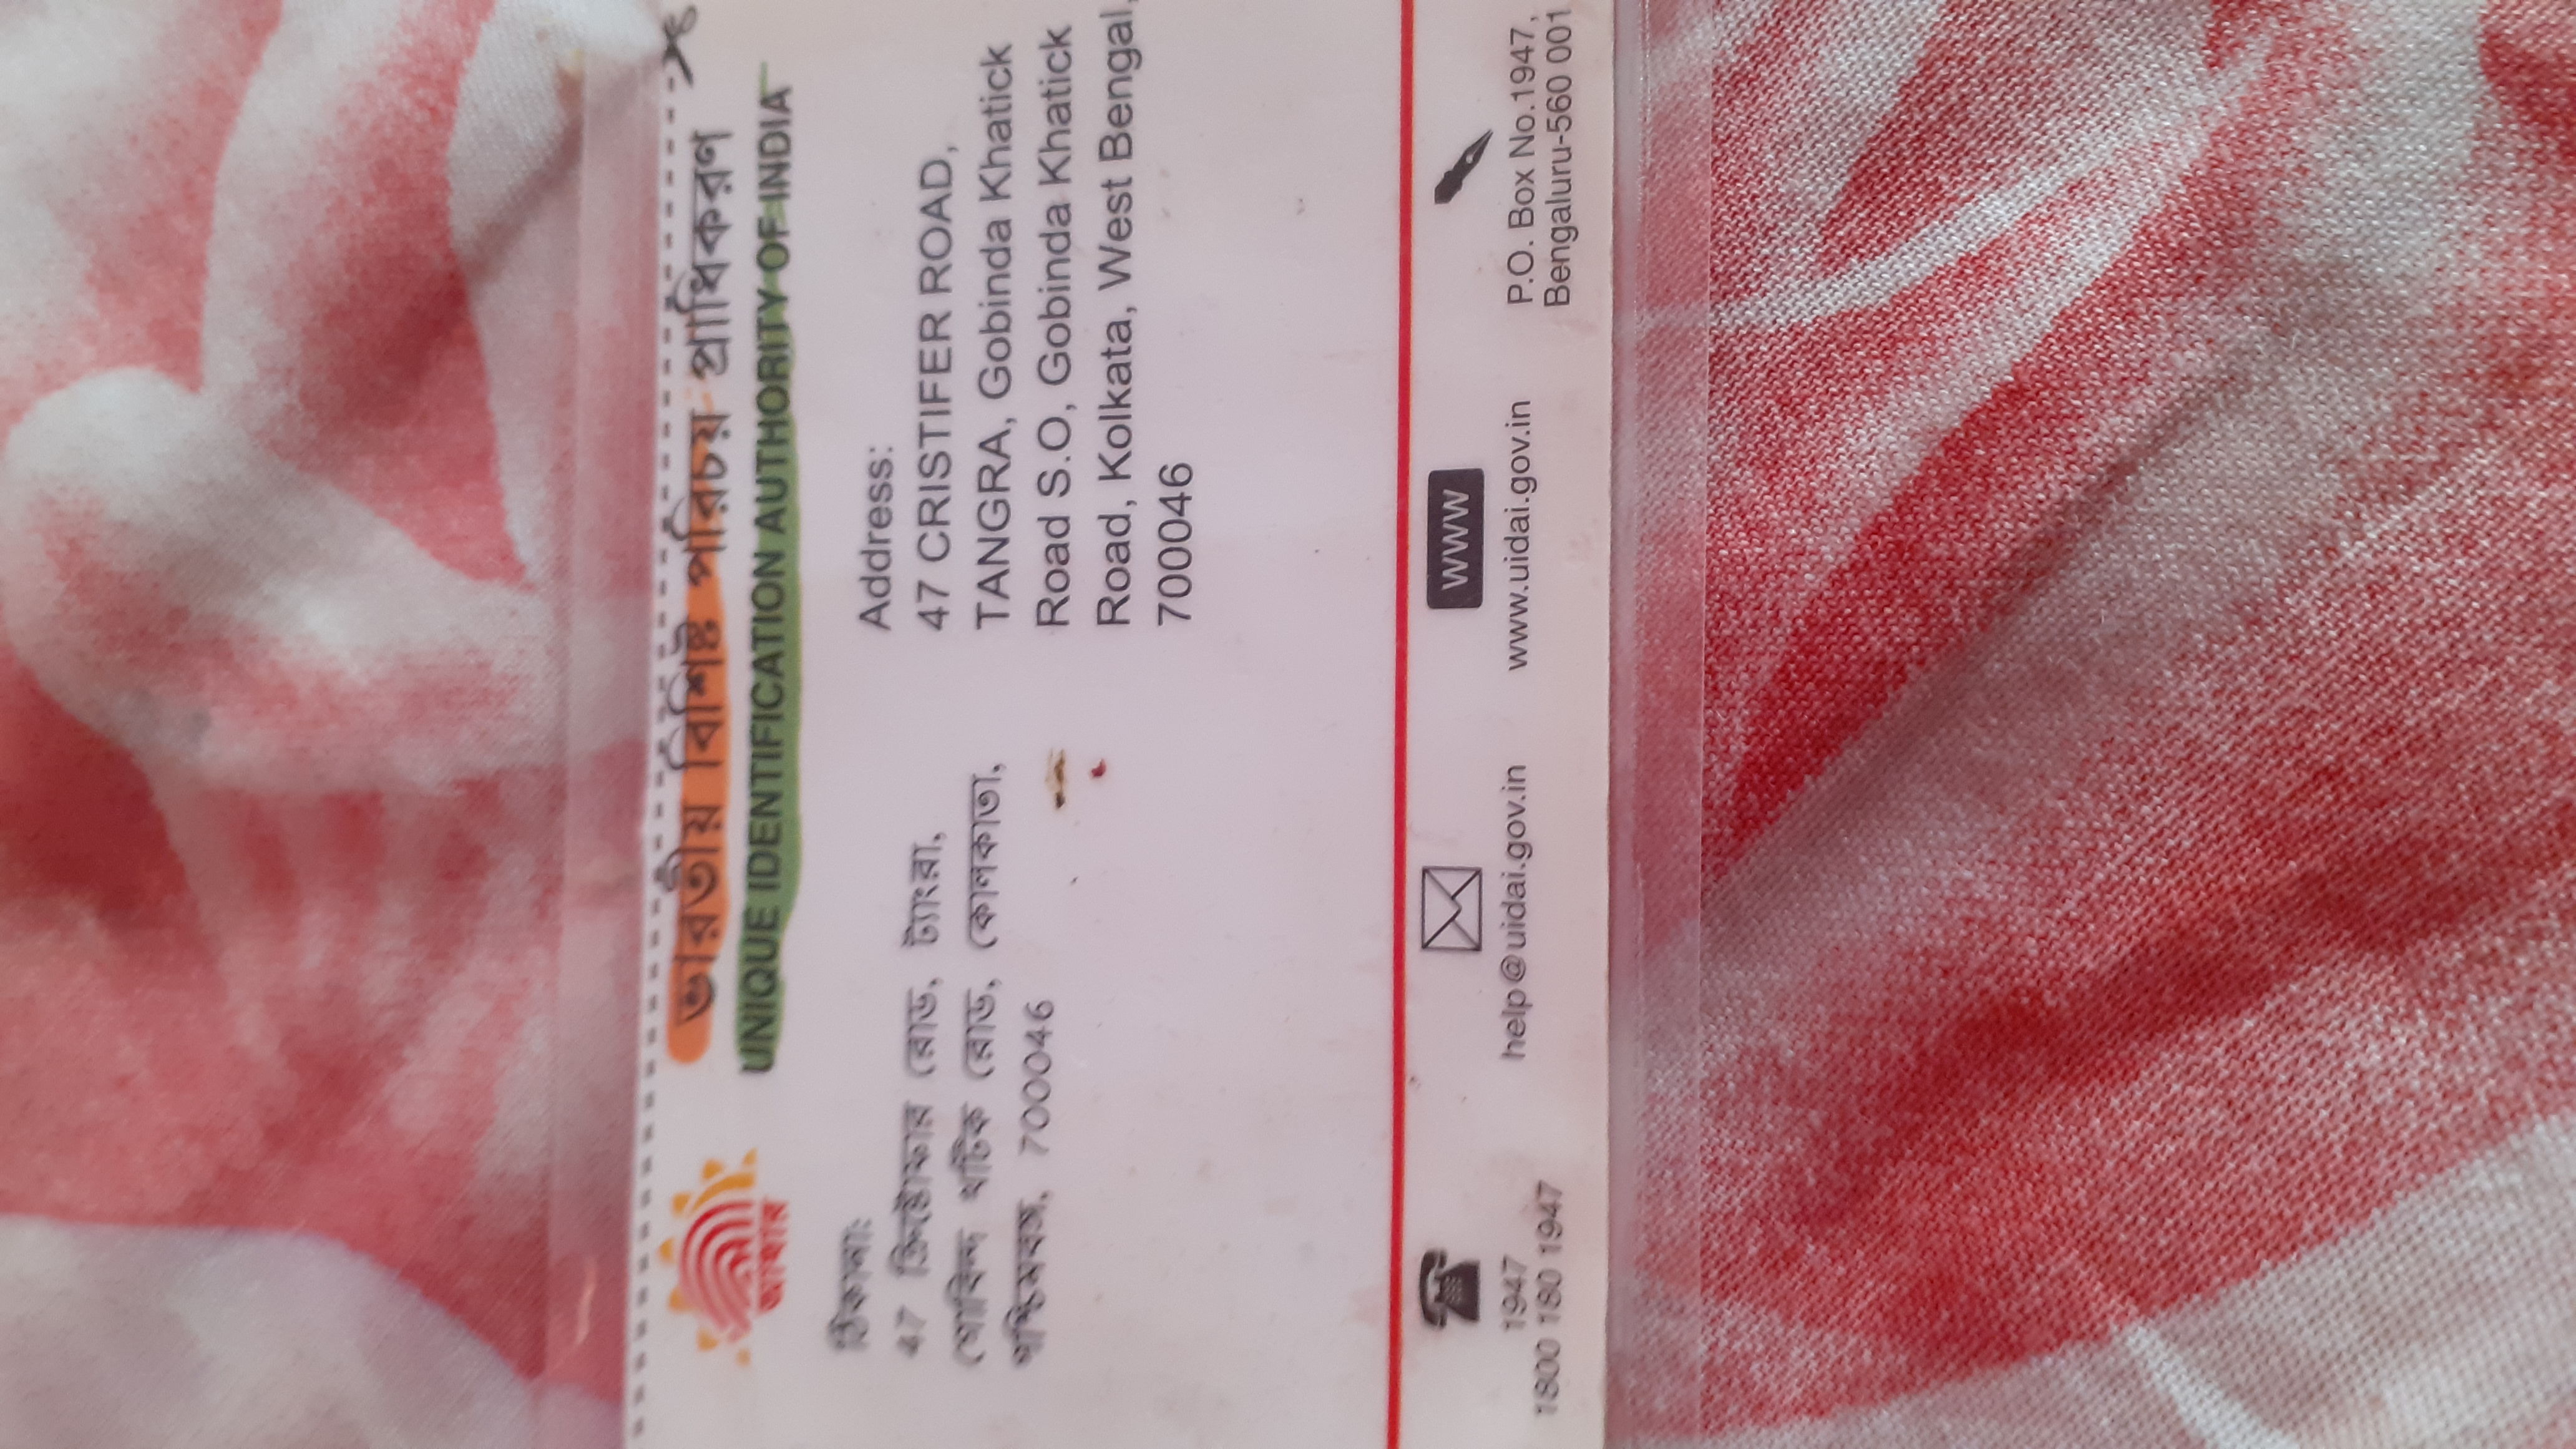 ভারতীয় বিশিষ্ট পরিচয় প্রাধিকরণ
UNIQUE IDENTIFICATION AUTHORITY OF INDIA
আধার
ঠিকানা:
47 ক্রিস্টোফার রোড, ট্যাংরা,
গোবিন্দ খটিক রোড, কোলকাতা,
পশ্চিমবঙ্গ, 700046
Address:
47 CRISTIFER ROAD,
TANGRA, Gobinda Khatick
Road S.O, Gobinda Khatick
Road, Kolkata, West Bengal,
700046
1947
1800 180 1947
help@uidai.gov.in
WWW
www.uidai.gov.in
P.O. Box No.1947,
Bengaluru-560 001